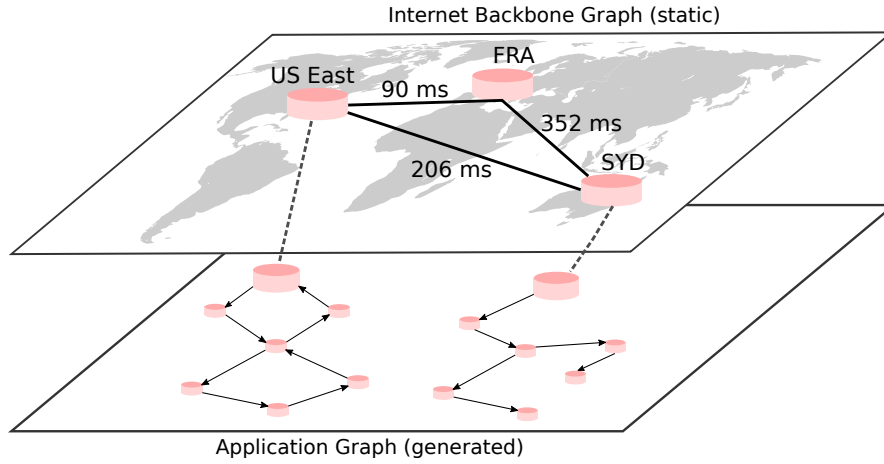 Internet Backbone Graph (static)
FRA
US East
90 ms
352 ms
206 ms
SYD
Application Graph (generated)